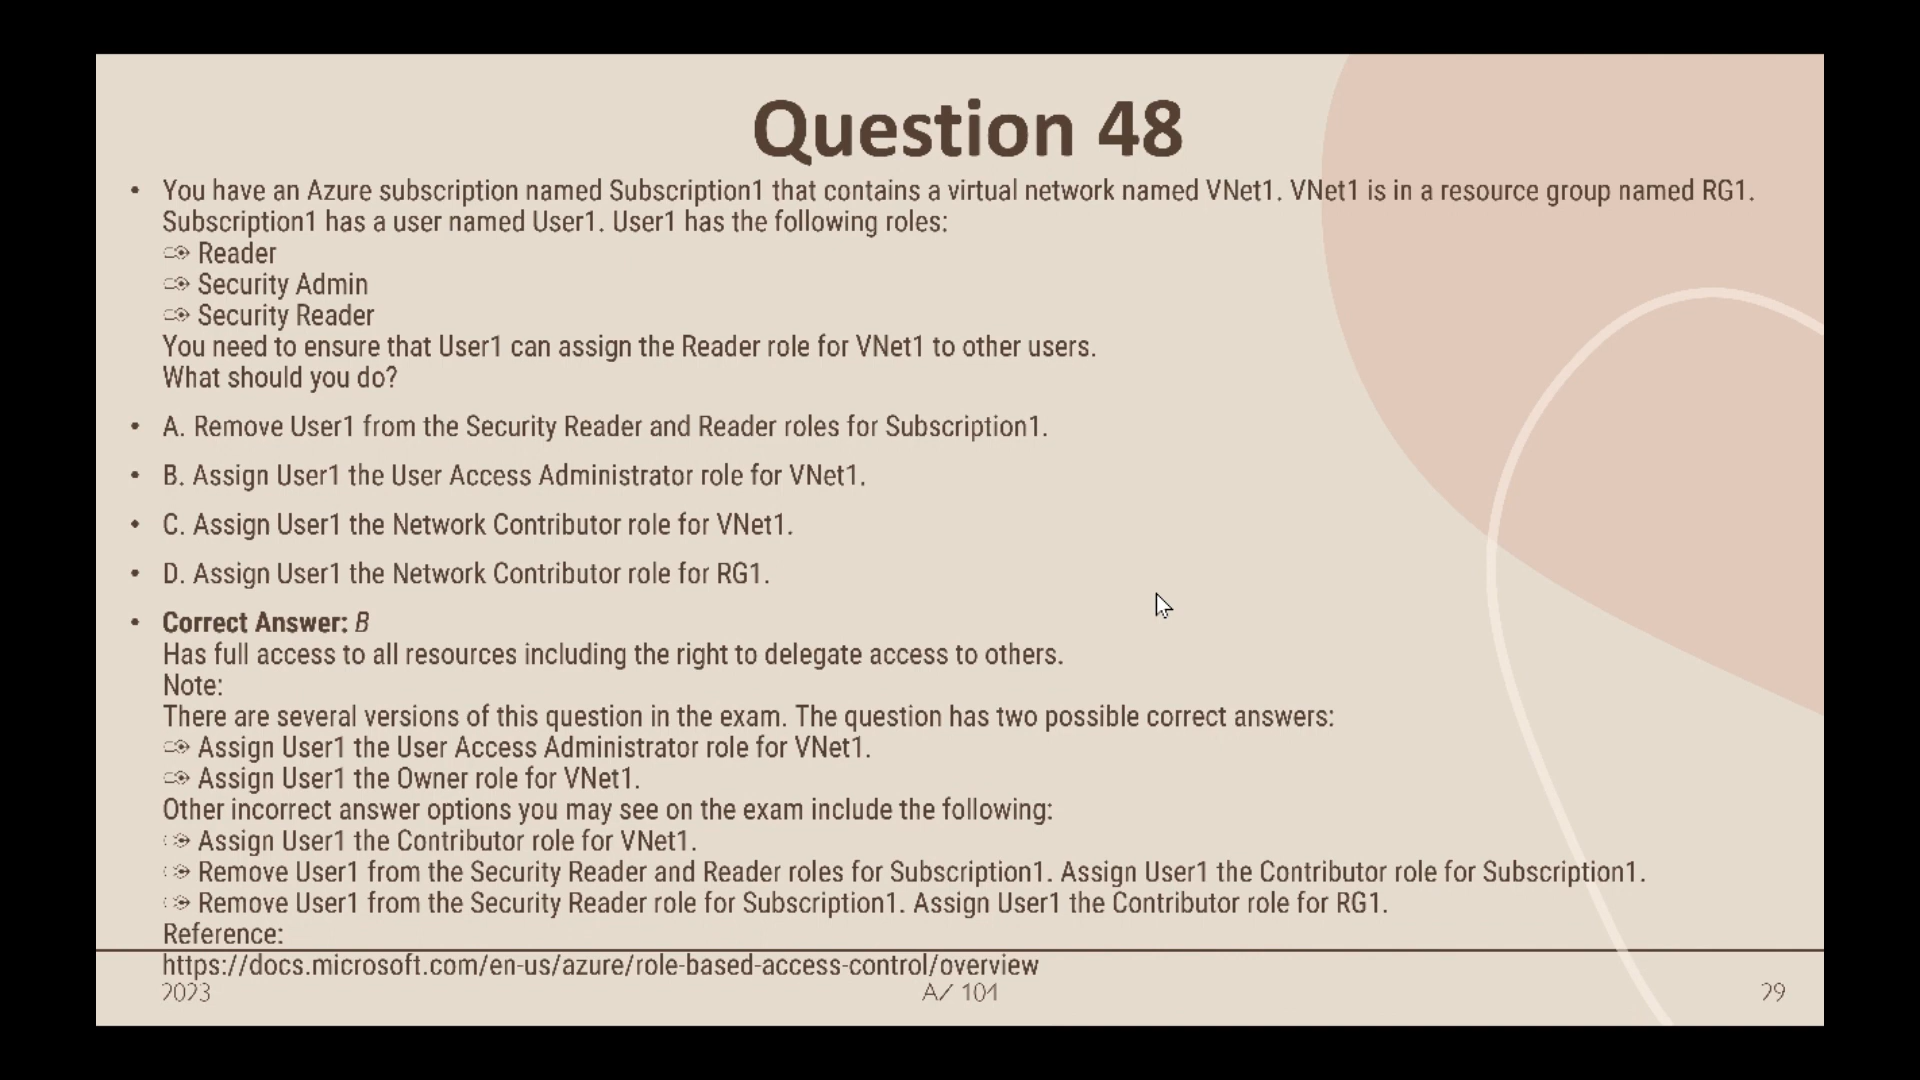 Question 48
• You have an Azure subscription named Subscription1 that contains a virtual network named VNet1. VNet1 is in a resource group named RG1.
Subscription1 has a user named User1. User1 has the following roles:
Reader
Security Admin
Security Reader
You need to ensure that User1 can assign the Reader role for VNet1 to other users.
What should you do?
• A. Remove User1 from the Security Reader and Reader roles for Subscription1.
• B. Assign User1 the User Access Administrator role for VNet1.
• C. Assign User1 the Network Contributor role for VNet1.
• D. Assign User1 the Network Contributor role for RG1.
• Correct Answer: B
Has full access to all resources including the right to delegate access to others.
Note:
There are several versions of this question in the exam. The question has two possible correct answers:
Assign User1 the User Access Administrator role for VNet1.
Assign User1 the Owner role for VNet1.
Other incorrect answer options you may see on the exam include the following:
Assign User1 the Contributor role for VNet1.
Remove User1 from the Security Reader and Reader roles for Subscription1. Assign User1 the Contributor role for Subscription1.
Remove User1 from the Security Reader role for Subscription1. Assign User1 the Contributor role for RG1.
Reference:
https://docs.microsoft.com/en-us/azure/role-based-access-control/overview
2023 AZ 104 29